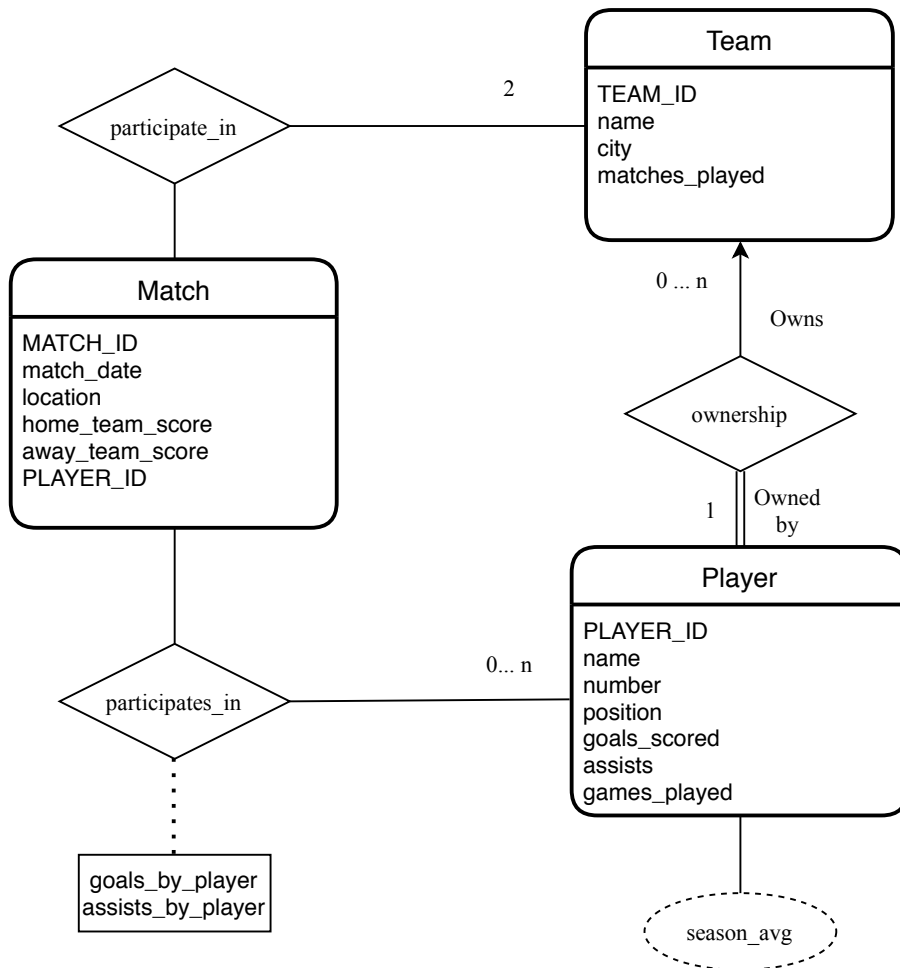 Team
TEAM_ID
name
city
matches_played
2
participate_in
0 ... n
Owns
Match
MATCH_ID
match_date
location
home_team_score
away_team_score
PLAYER_ID
ownership
1
Owned
by
Player
PLAYER_ID
name
number
position
goals_scored
assists
games_played
0... n
participates_in
goals_by_player
assists_by_player
season_avg